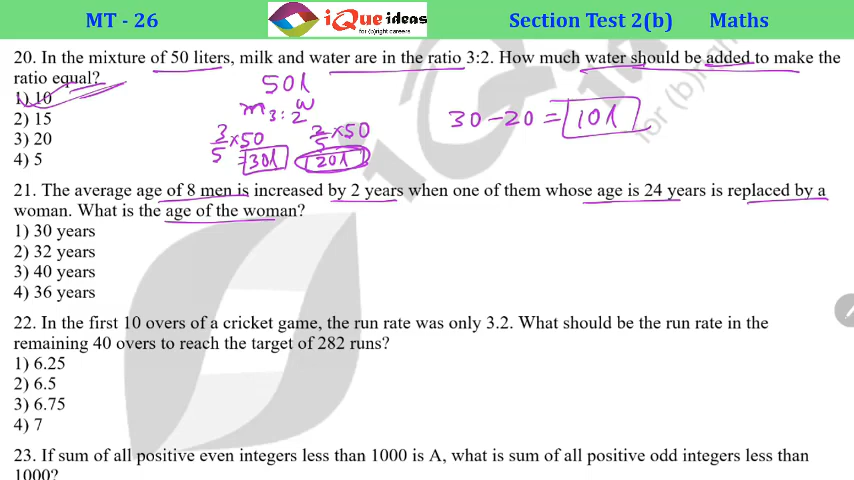 MT - 26
iQue ideas
for (b)right careers
Section Test 2(b) Maths
20. In the mixture of 50 liters, milk and water are in the ratio 3:2. How much water should be added to make the
ratio equal?
1) 10
2) 15
3) 20
4) 5
50l
m w
3 : 2
3/5 × 50 2/5 × 50
= 30l 20l
30 - 20 = 10l
21. The average age of 8 men is increased by 2 years when one of them whose age is 24 years is replaced by a
woman. What is the age of the woman?
1) 30 years
2) 32 years
3) 40 years
4) 36 years
22. In the first 10 overs of a cricket game, the run rate was only 3.2. What should be the run rate in the
remaining 40 overs to reach the target of 282 runs?
1) 6.25
2) 6.5
3) 6.75
4) 7
23. If sum of all positive even integers less than 1000 is A, what is sum of all positive odd integers less than
1000?